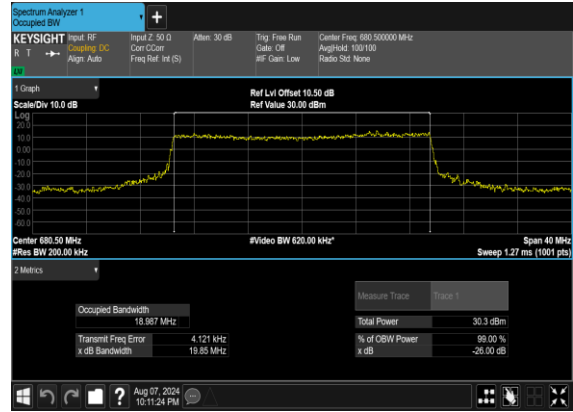 Spectrum Analyzer 1
Occupied BW
+
KEYSIGHT Input: RF Input Z: 50 Ω Atten: 30 dB Trig: Free Run Center Freq: 680.500000 MHz
R T Coupling: DC Corr CCorr Gate: Off Avg|Hold: 100/100
Align: Auto Freq Ref: Int (S) #IF Gain: Low Radio Std: None
LXI
1 Graph Ref Lvl Offset 10.50 dB
Scale/Div 10.0 dB Ref Value 30.00 dBm
Log
20.0
10.0
0.00
-10.0
-20.0
-30.0
-40.0
-50.0
-60.0
Center 680.50 MHz #Video BW 620.00 kHz* Span 40 MHz
#Res BW 200.00 kHz Sweep 1.27 ms (1001 pts)
2 Metrics
Measure Trace Trace 1
Occupied Bandwidth
18.987 MHz Total Power 30.3 dBm
Transmit Freq Error 4.121 kHz % of OBW Power 99.00 %
x dB Bandwidth 19.85 MHz x dB -26.00 dB
? Aug 07, 2024
10:11:24 PM